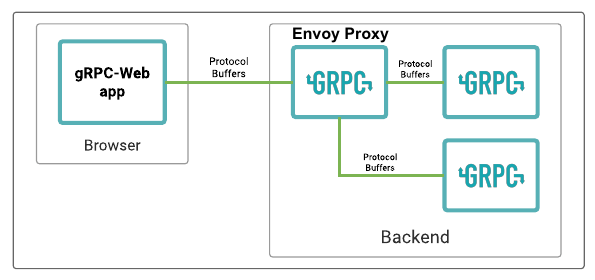 Envoy Proxy
gRPC-Web
app
Protocol
Buffers
GRPC
Protocol
Buffers
GRPC
Protocol
Buffers
GRPC
Browser
Backend